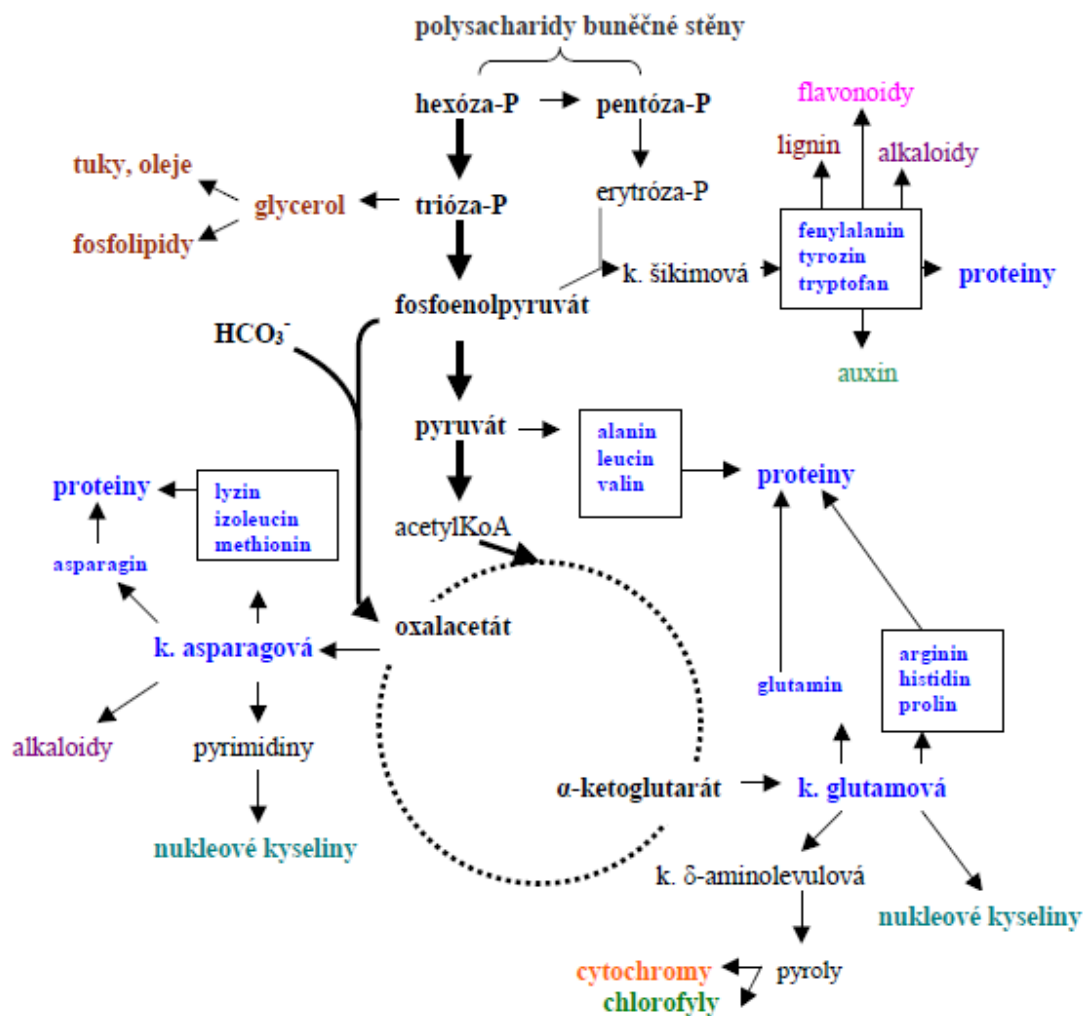 polysacharidy buněčné stěny
hexóza-P
pentóza-P
flavonoidy
lignin
alkaloidy
tuky, oleje
glycerol
trióza-P
erytróza-P
fosfolipidy
fenylalanin
tyrozin
tryptofan
k. šikimová
proteiny
fosfoenolpyruvát
HCO₃⁻
auxin
pyruvát
alanin
leucin
valin
proteiny
proteiny
lyzin
izoleucin
methionin
acetylKoA
asparagin
oxalacetát
k. asparagová
arginin
histidin
prolin
glutamin
alkaloidy
pyrimidiny
α-ketoglutarát
k. glutamová
nukleové kyseliny
k. δ-aminolevulová
nukleové kyseliny
cytochromy
pyroly
chlorofyly